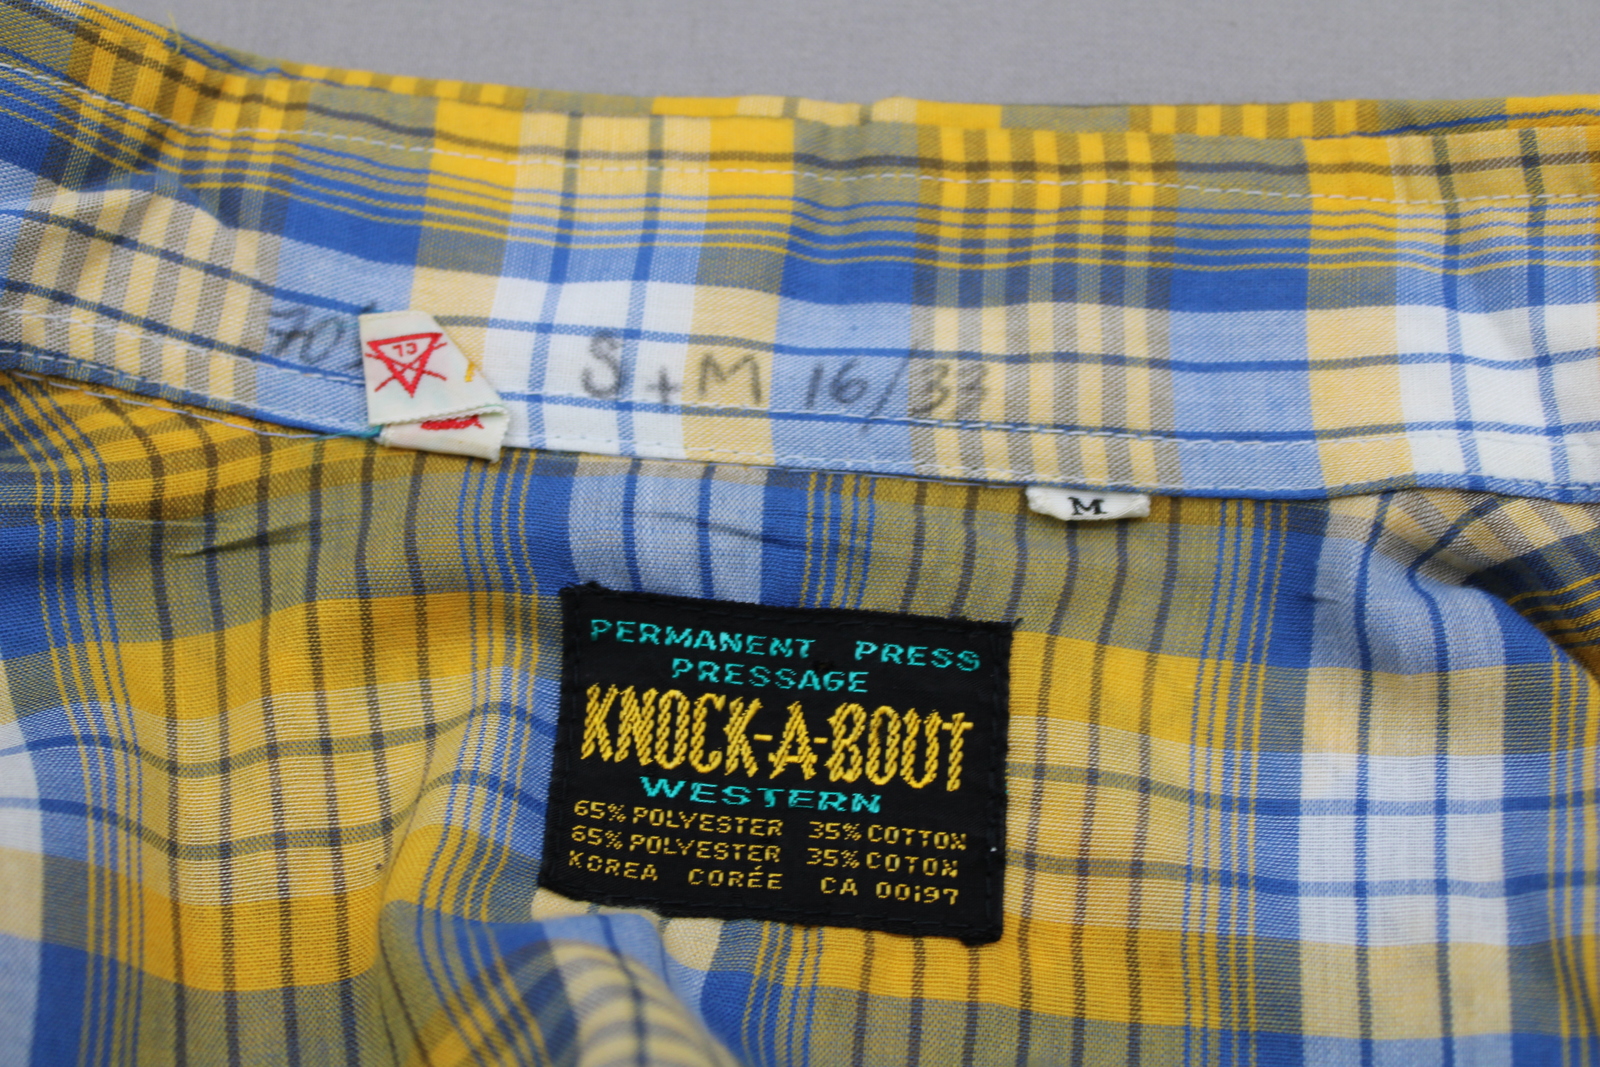 70's
S+M 16/37
M
PERMANENT PRESS
PRESSAGE
KNOCK-A-BOUT
WESTERN
65% POLYESTER 35% COTTON
65% POLYESTER 35% COTON
KOREA CORÉE CA 00197